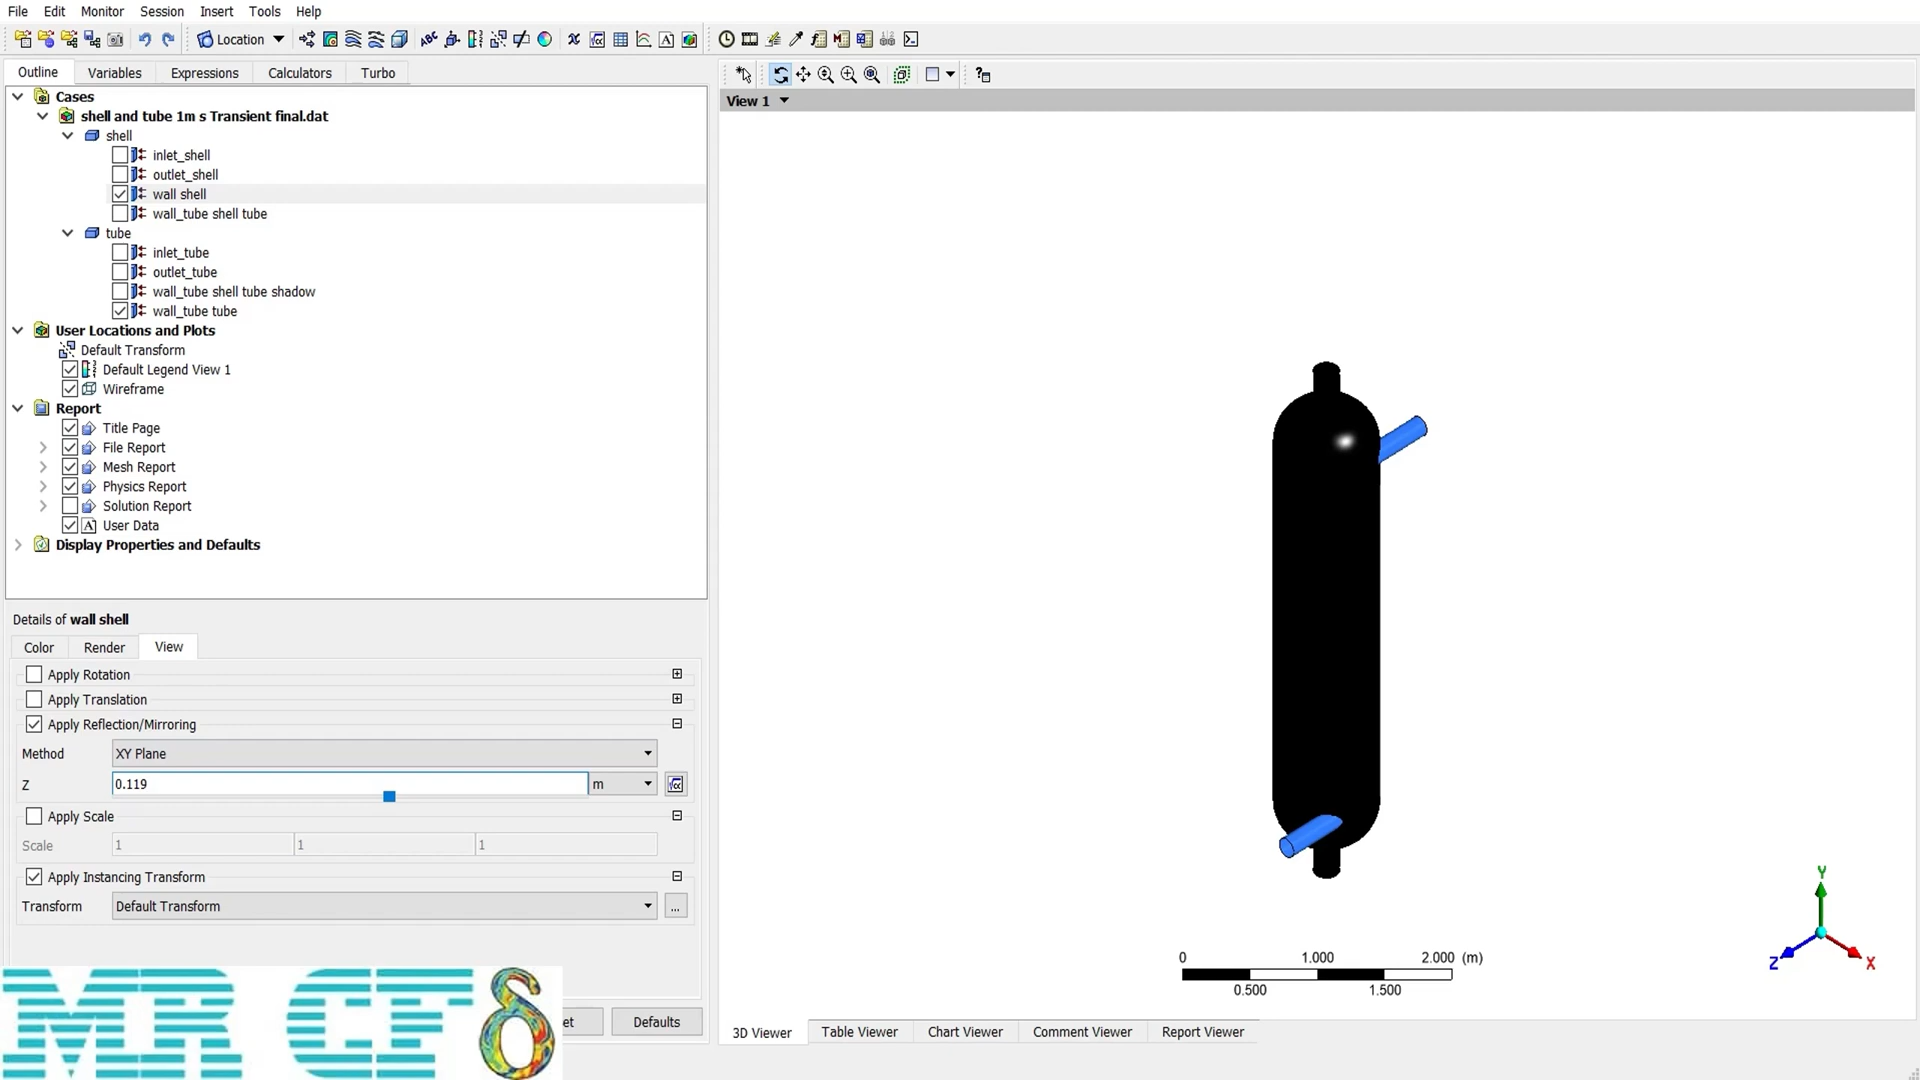 File Edit Monitor Session Insert Tools Help
Location
Outline Variables Expressions Calculators Turbo
Cases
shell and tube 1m s Transient final.dat
shell
inlet_shell
outlet_shell
wall shell
wall_tube shell tube
tube
inlet_tube
outlet_tube
wall_tube shell tube shadow
wall_tube tube
User Locations and Plots
Default Transform
Default Legend View 1
Wireframe
Report
Title Page
File Report
Mesh Report
Physics Report
Solution Report
User Data
Display Properties and Defaults
Details of wall shell
Color Render View
Apply Rotation
Apply Translation
Apply Reflection/Mirroring
Method XY Plane
Z 0.119 m
Apply Scale
Scale 1 1 1
Apply Instancing Transform
Transform Default Transform ...
et Defaults
MR CFD
View 1
0 1.000 2.000 (m)
0.500 1.500
Y
Z X
3D Viewer Table Viewer Chart Viewer Comment Viewer Report Viewer